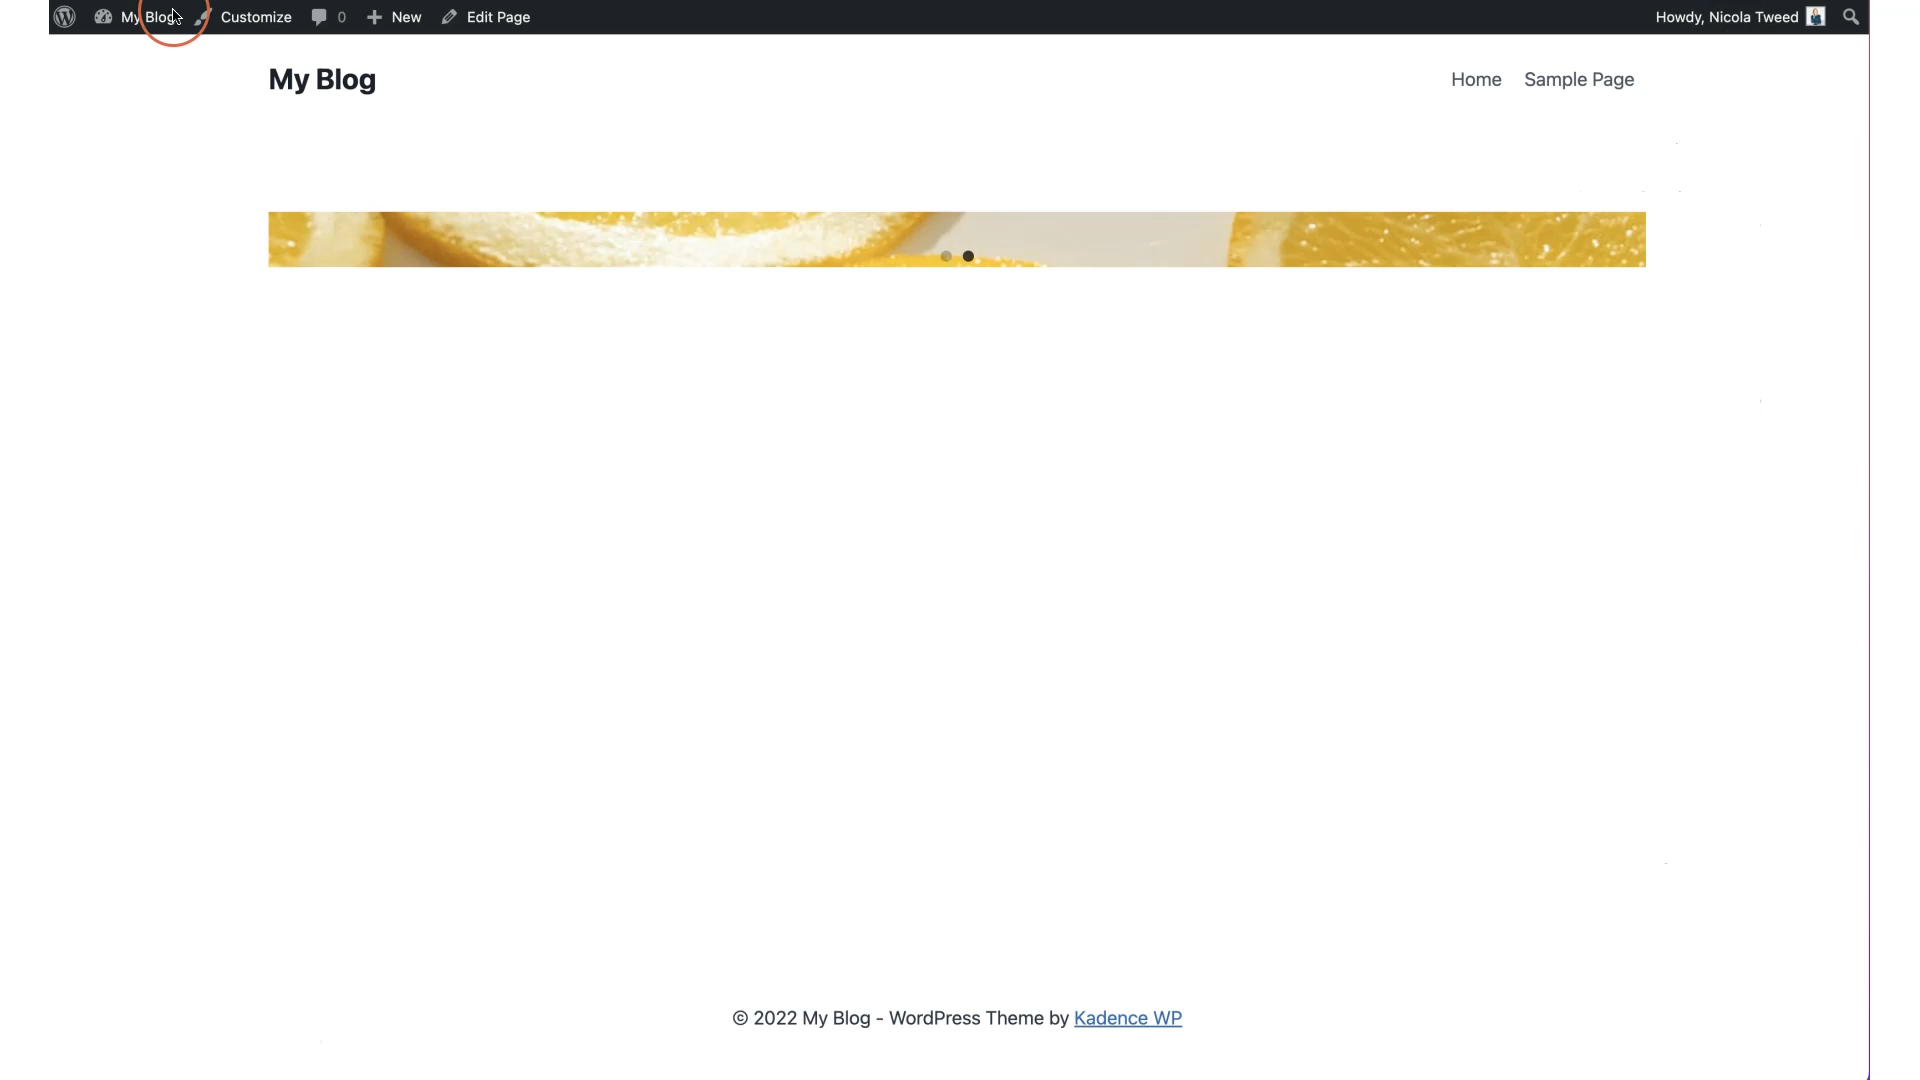 My Blog Customize 0 New Edit Page Howdy, Nicola Tweed
My Blog Home Sample Page
© 2022 My Blog - WordPress Theme by Kadence WP